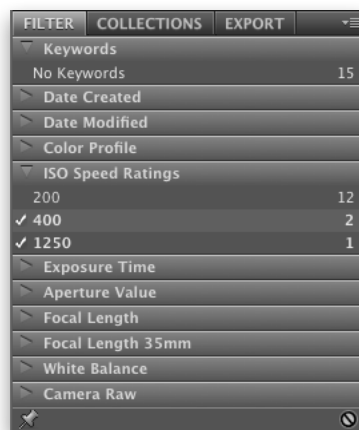 FILTER COLLECTIONS EXPORT
Keywords
No Keywords 15
Date Created
Date Modified
Color Profile
ISO Speed Ratings
200 12
400 2
1250 1
Exposure Time
Aperture Value
Focal Length
Focal Length 35mm
White Balance
Camera Raw